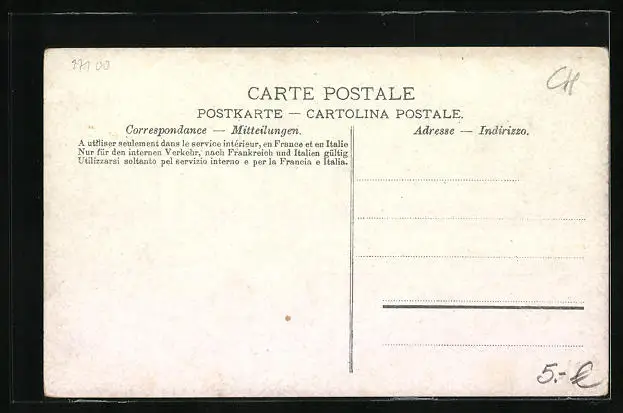 17100
CH
CARTE POSTALE
POSTKARTE — CARTOLINA POSTALE.
Correspondance — Mitteilungen.
Adresse — Indirizzo.
A utfliser seulement dans le service intérieur, en France et en Italie
Nur für den internen Verkehr, nach Frankreich und Italien gültig
Utilizzarsi soltanto pel servizio interno e per la Francia e Italia.
5.- €